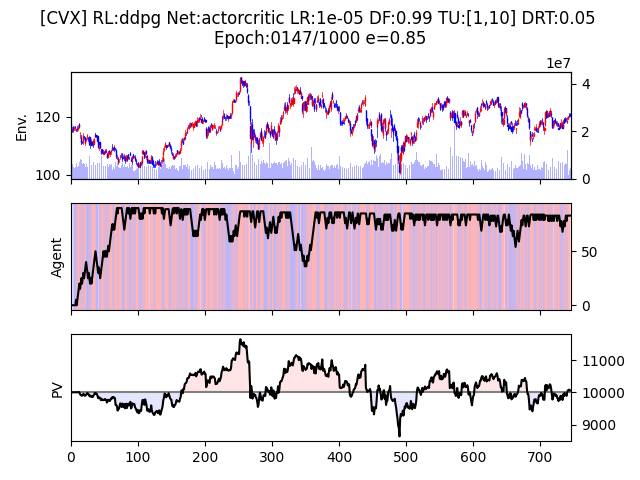 [CVX] RL:ddpg Net:actorcritic LR:1e-05 DF:0.99 TU:[1,10] DRT:0.05
Epoch:0147/1000 e=0.85
1e7
Env.
120
100
4
2
0
Agent
50
0
PV
11000
10000
9000
0 100 200 300 400 500 600 700